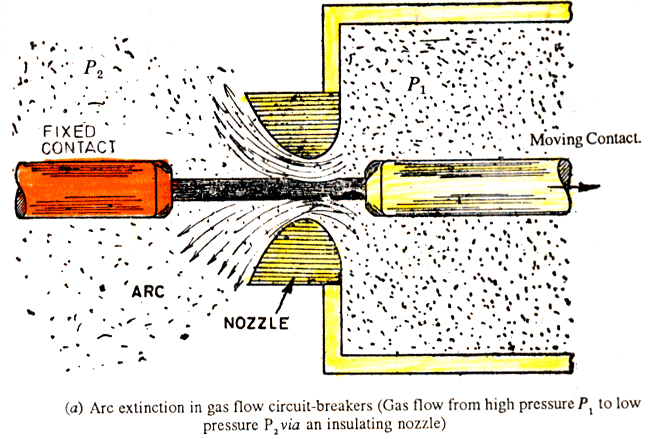 P₂
P₁
FIXED
CONTACT
Moving Contact.
ARC
NOZZLE
(a) Arc extinction in gas flow circuit-breakers (Gas flow from high pressure P₁ to low
pressure P₂ via an insulating nozzle)